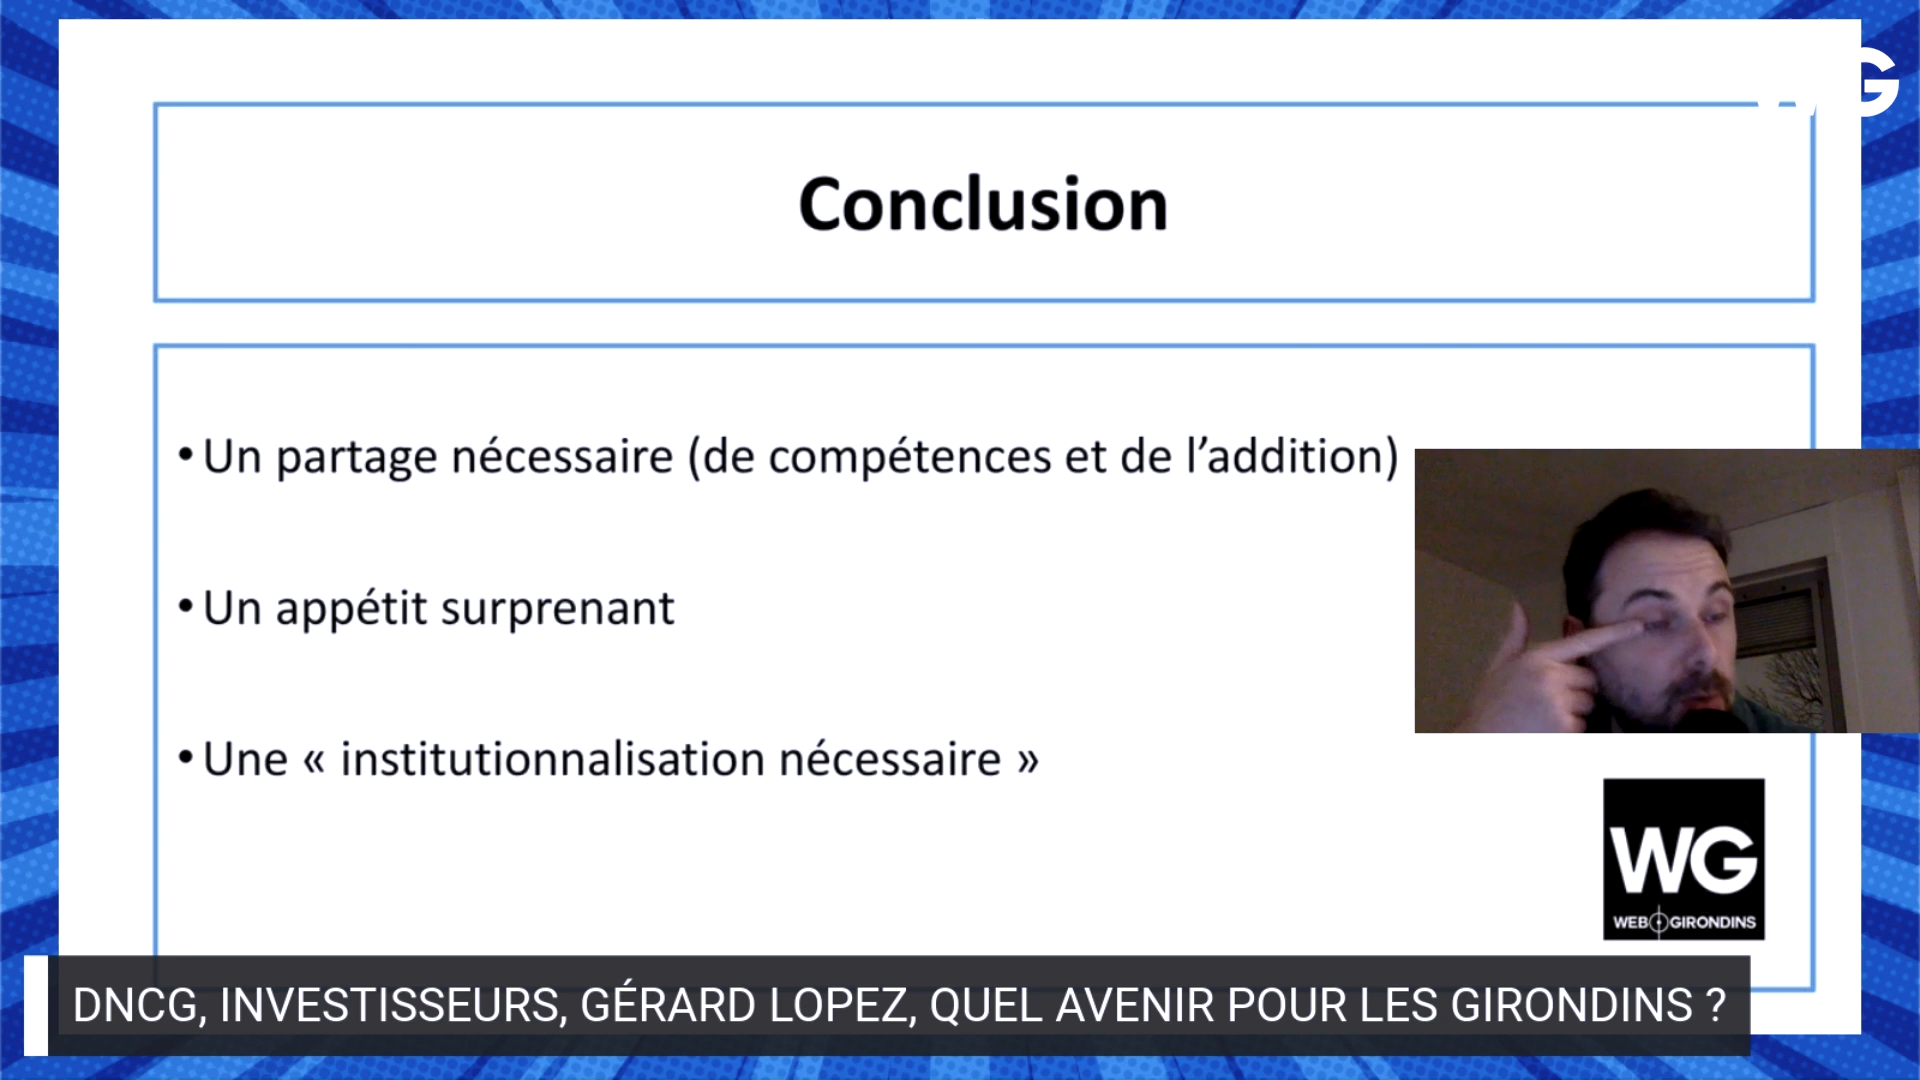 G
Conclusion
• Un partage nécessaire (de compétences et de l’addition)
• Un appétit surprenant
• Une « institutionnalisation nécessaire »
WG
WEB GIRONDINS
DNCG, INVESTISSEURS, GÉRARD LOPEZ, QUEL AVENIR POUR LES GIRONDINS ?